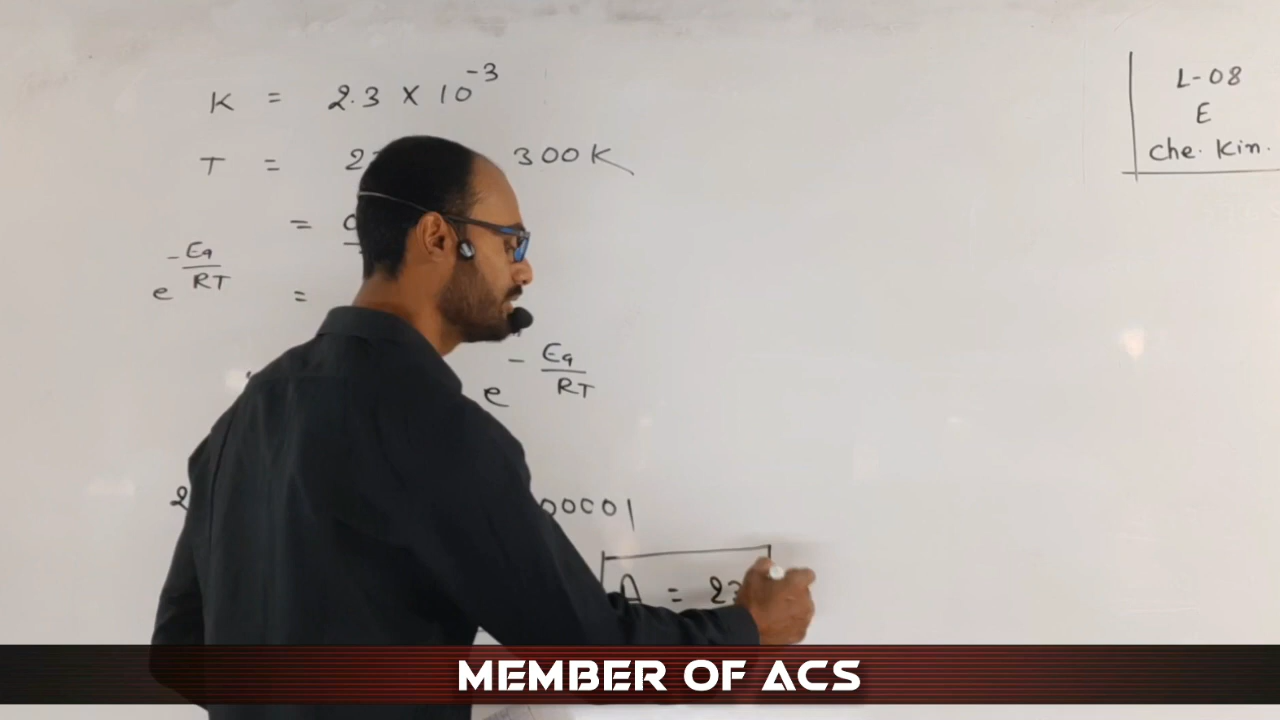 K = 2.3 × 10⁻³
T = 2 300K
=
e^(-Ea/RT) =
e^(-Ea/RT)
2 00001
A = 23
L-08
E
Che. Kin.
MEMBER OF ACS